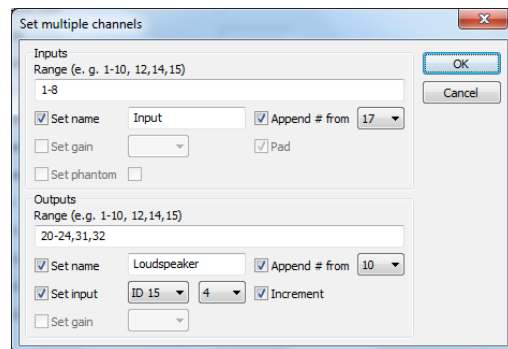 Set multiple channels
Inputs
Range (e. g. 1-10, 12,14,15)
OK
1-8
Cancel
Set name Input Append # from 17
Set gain Pad
Set phantom
Outputs
Range (e.g. 1-10, 12,14,15)
20-24,31,32
Set name Loudspeaker Append # from 10
Set input ID 15 4 Increment
Set gain